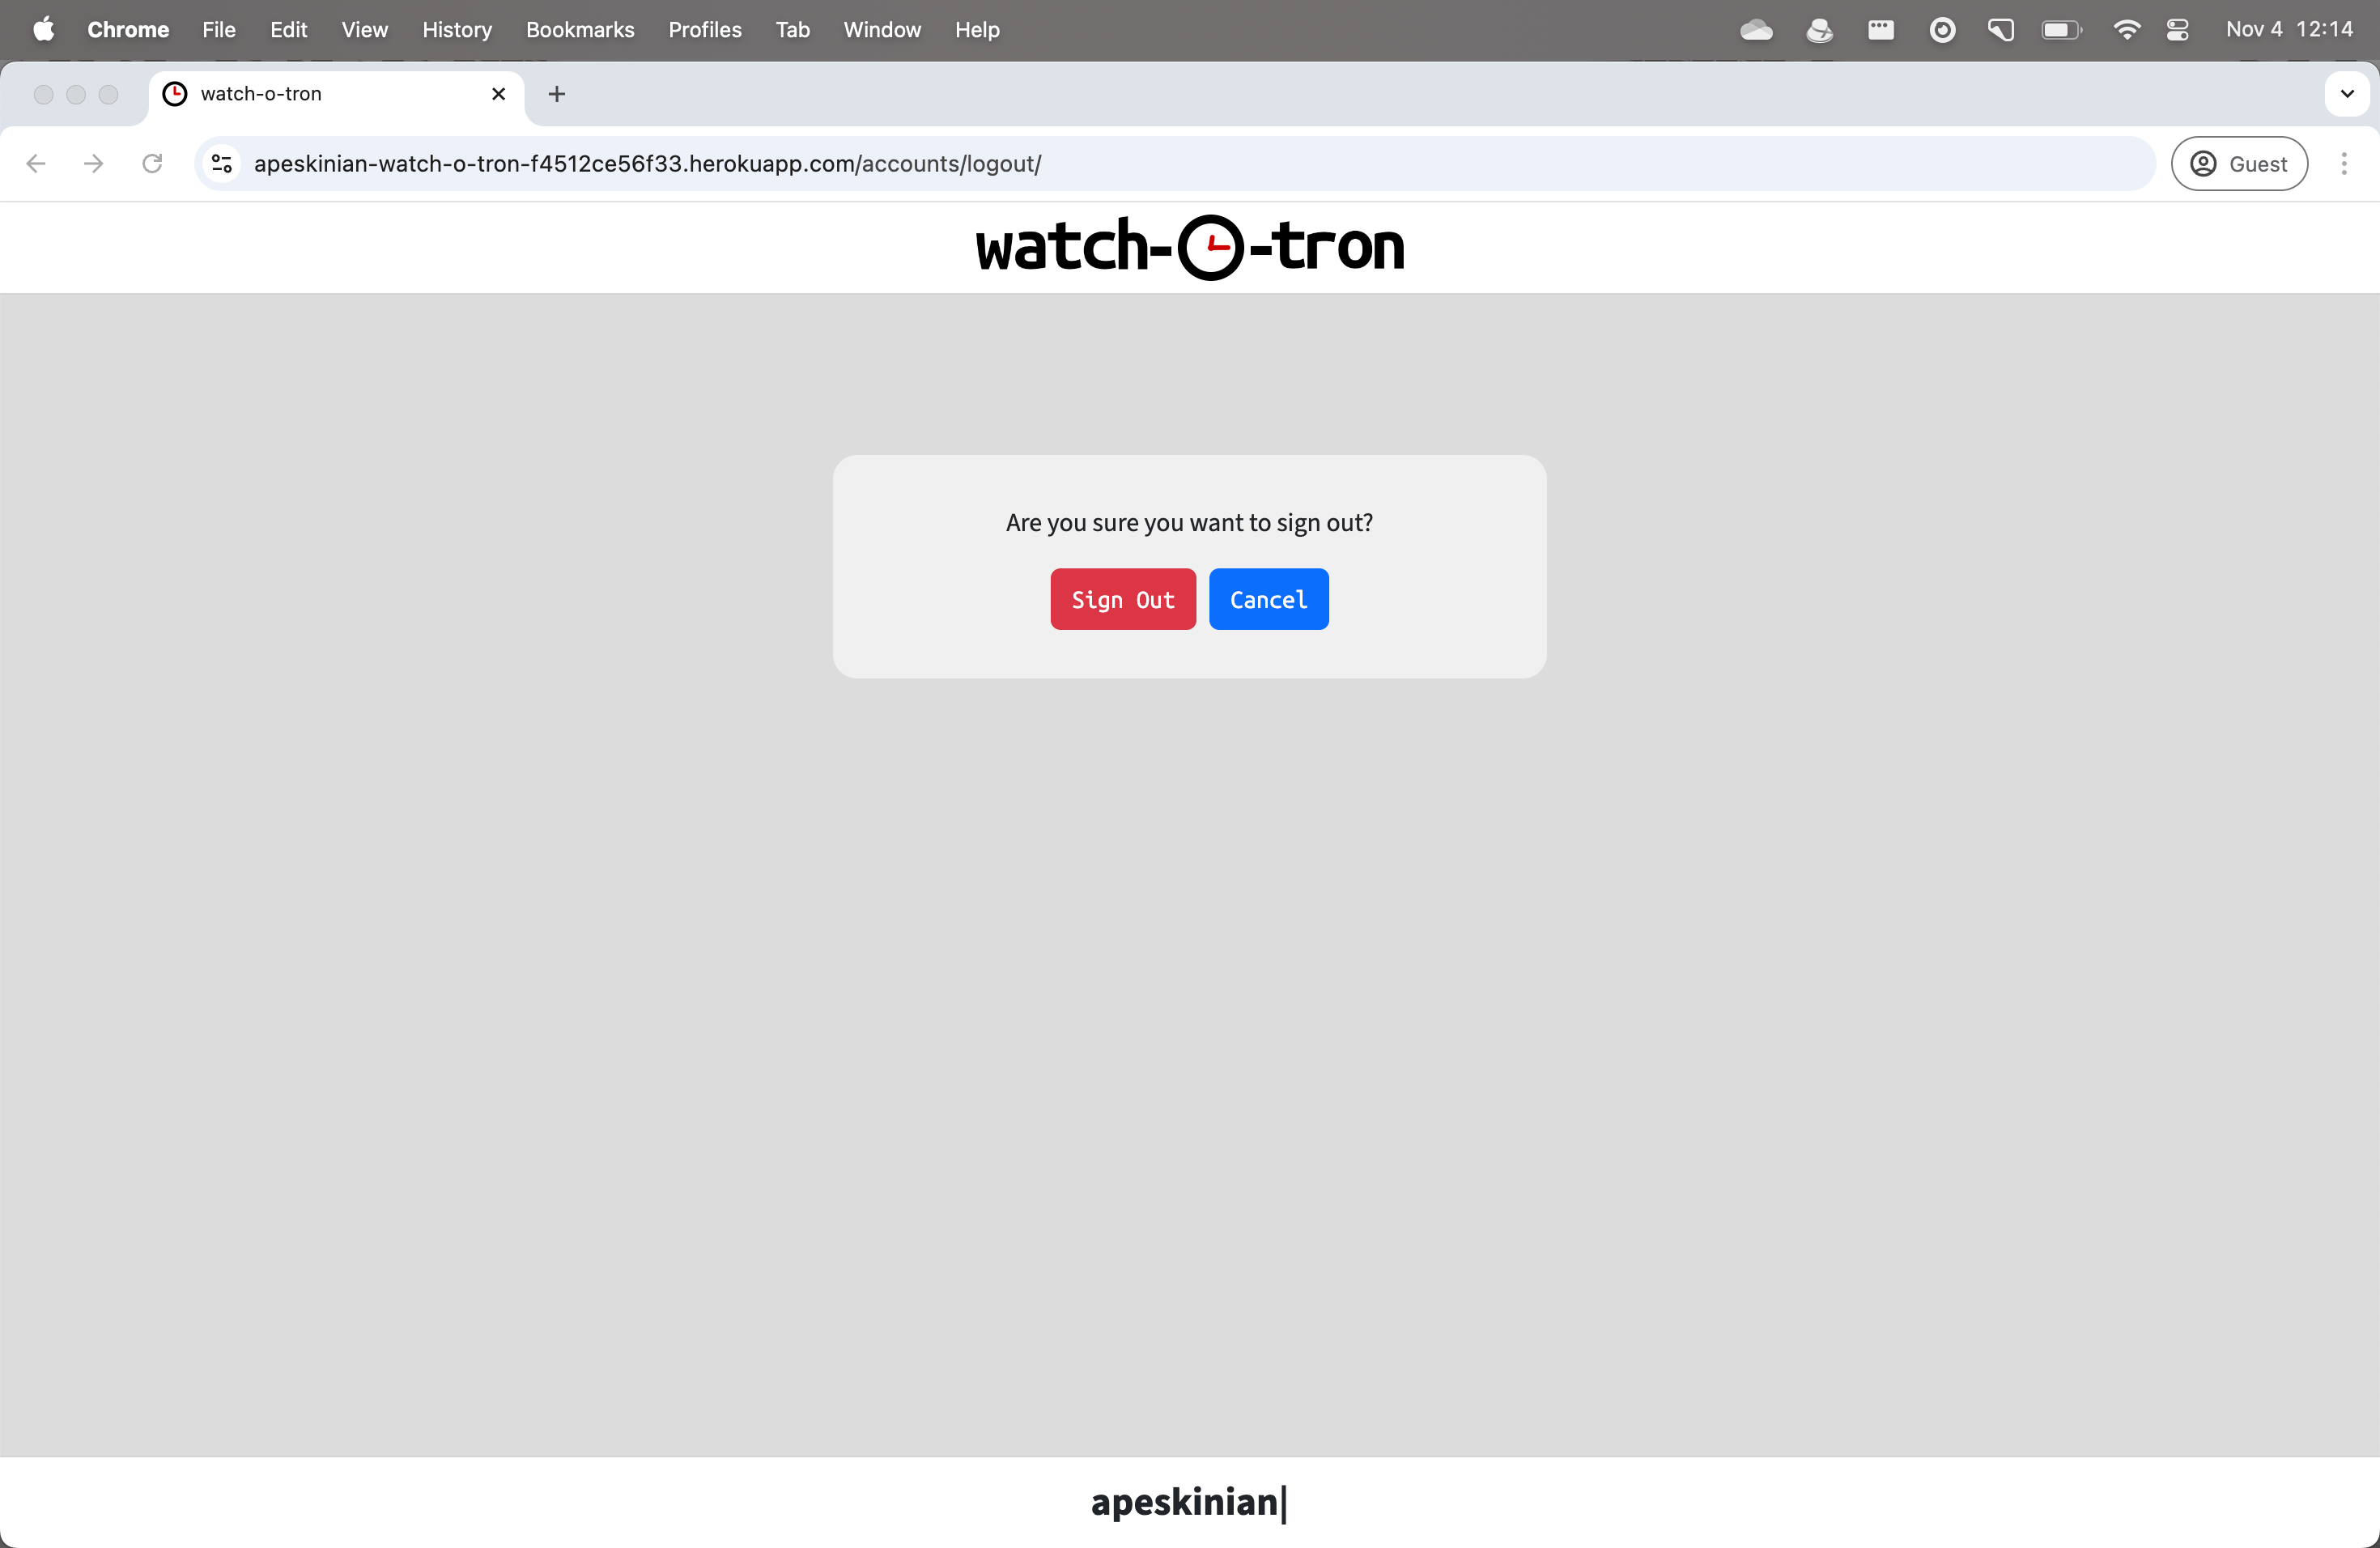 Chrome File Edit View History Bookmarks Profiles Tab Window Help Nov 4 12:14
watch-o-tron
apeskinian-watch-o-tron-f4512ce56f33.herokuapp.com/accounts/logout/ Guest
watch-o-tron
Are you sure you want to sign out?
Sign Out Cancel
apeskinian|